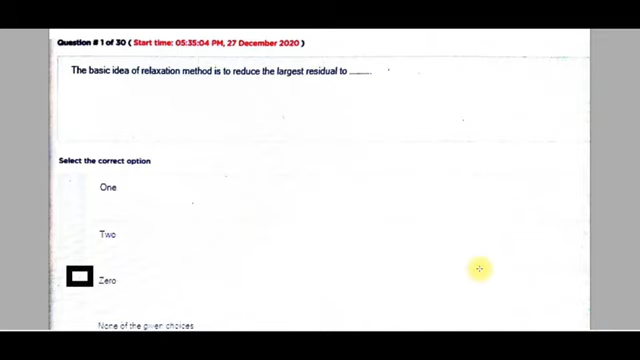 Question # 1 of 30 ( Start time: 05:35:04 PM, 27 December 2020 )
The basic idea of relaxation method is to reduce the largest residual to ____
Select the correct option
One
Two
Zero
None of the given choices